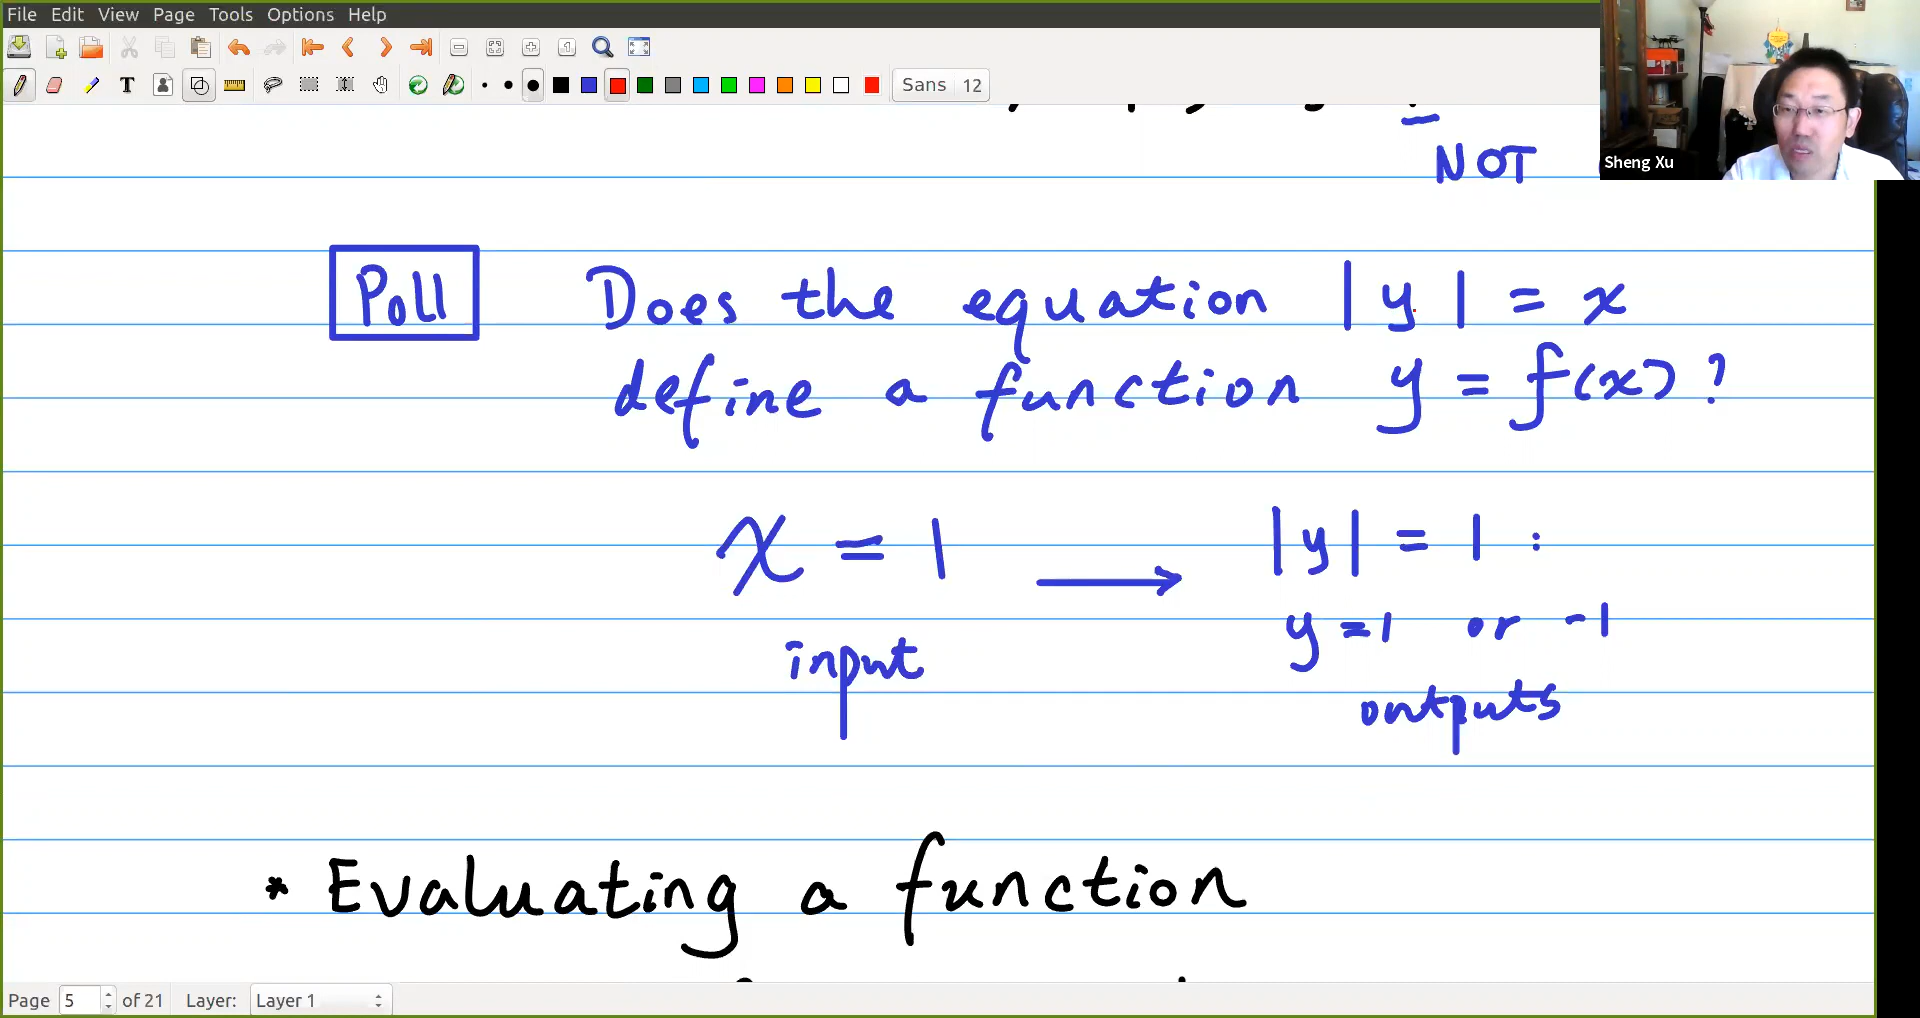 File Edit View Page Tools Options Help
Sans 12
Sheng Xu
NOT
Poll Does the equation |y| = x
define a function y = f(x)?
x = 1 → |y| = 1 :
y = 1 or -1
input
outputs
* Evaluating a function
Page 5 of 21 Layer: Layer 1